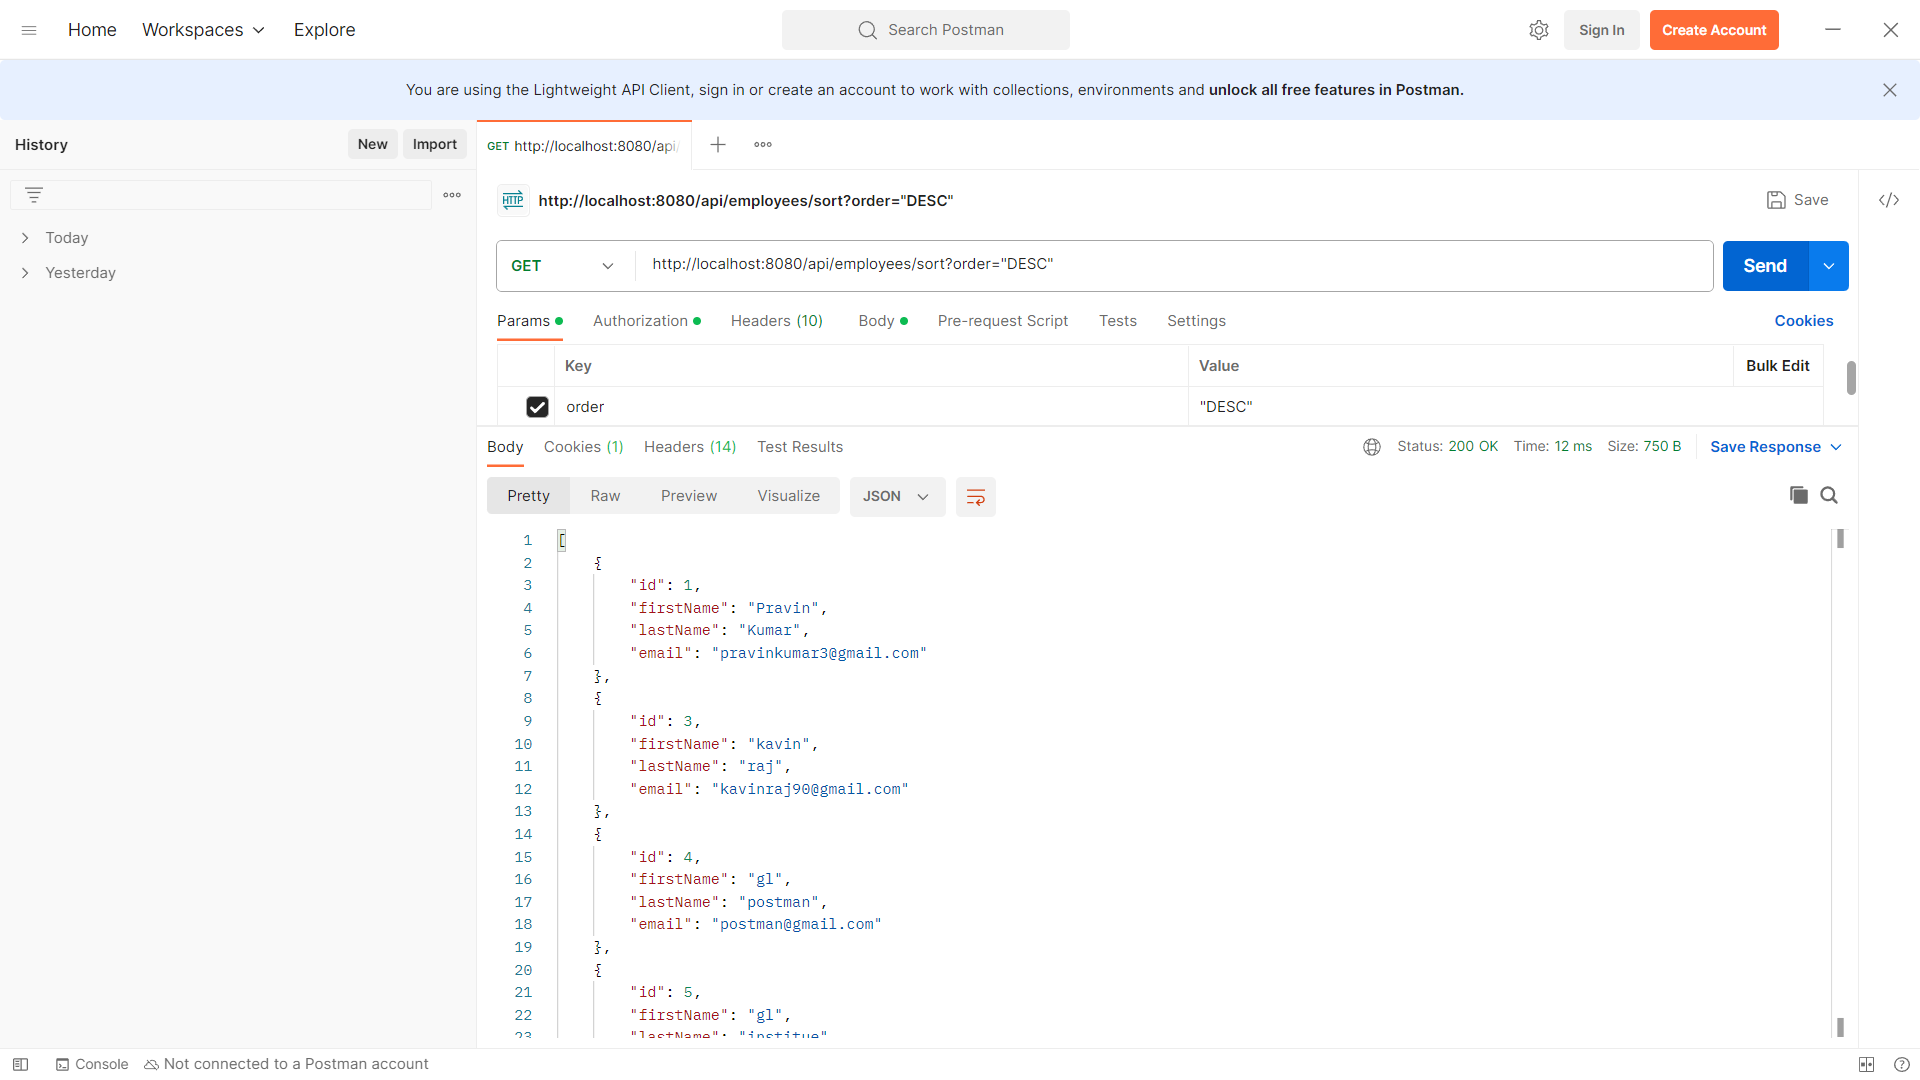 Home Workspaces Explore Search Postman Sign In Create Account
You are using the Lightweight API Client, sign in or create an account to work with collections, environments and unlock all free features in Postman.
History New Import
GET http://localhost:8080/api/
Today
Yesterday
HTTP http://localhost:8080/api/employees/sort?order="DESC" Save </>
GET http://localhost:8080/api/employees/sort?order="DESC" Send
Params Authorization Headers (10) Body Pre-request Script Tests Settings Cookies
Key Value Bulk Edit
order "DESC"
Body Cookies (1) Headers (14) Test Results Status: 200 OK Time: 12 ms Size: 750 B Save Response
Pretty Raw Preview Visualize JSON
1 [
2 {
3 "id": 1,
4 "firstName": "Pravin",
5 "lastName": "Kumar",
6 "email": "pravinkumar3@gmail.com"
7 },
8 {
9 "id": 3,
10 "firstName": "kavin",
11 "lastName": "raj",
12 "email": "kavinraj90@gmail.com"
13 },
14 {
15 "id": 4,
16 "firstName": "gl",
17 "lastName": "postman",
18 "email": "postman@gmail.com"
19 },
20 {
21 "id": 5,
22 "firstName": "gl",
23 "lastName": "institue"
Console Not connected to a Postman account